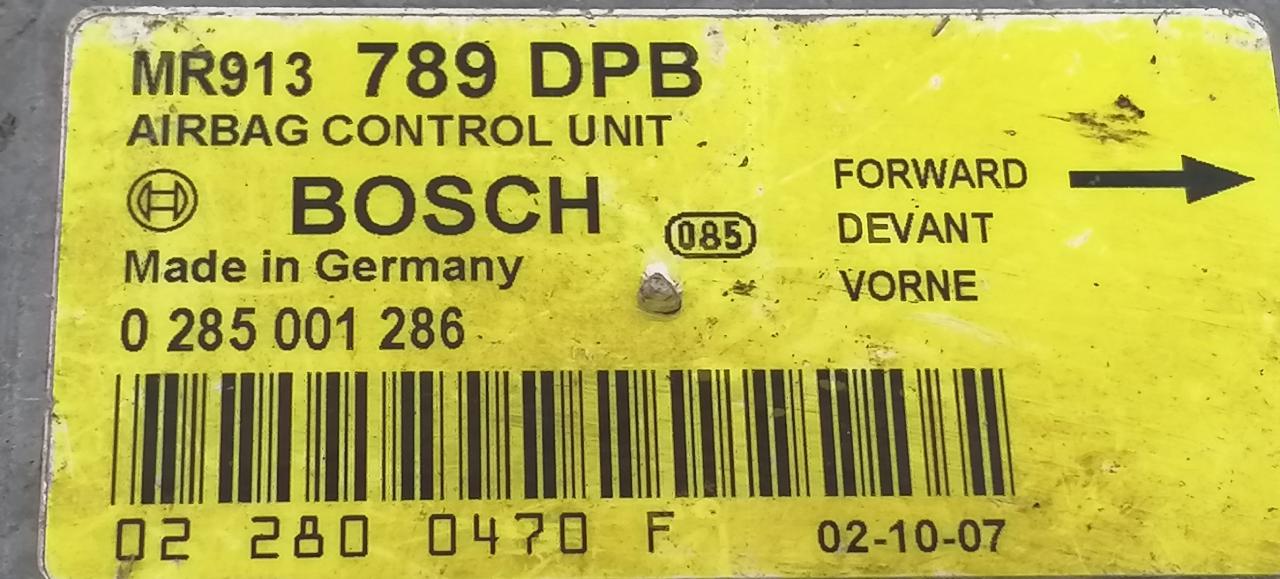 MR913 789 DPB
AIRBAG CONTROL UNIT
BOSCH
085
Made in Germany
0 285 001 286
FORWARD
DEVANT
VORNE
02 280 0470 F
02-10-07